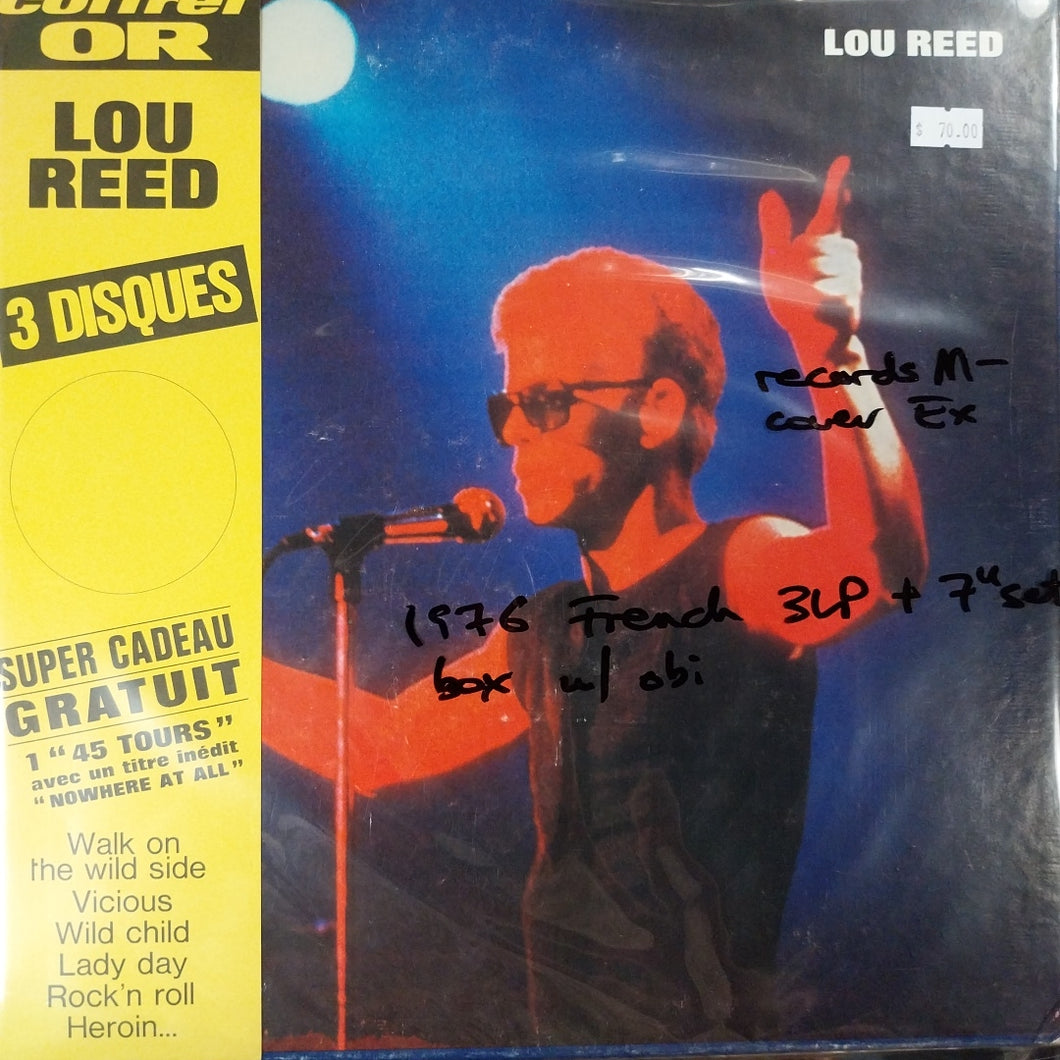 Coffret
OR
LOU
REED
3 DISQUES
SUPER CADEAU
GRATUIT
1 "45 TOURS"
avec un titre inédit
"NOWHERE AT ALL"
Walk on
the wild side
Vicious
Wild child
Lady day
Rock'n roll
Heroin...
LOU REED
$ 70.00
records M-
cover Ex
1976 French 3LP + 7" set
box w/ obi